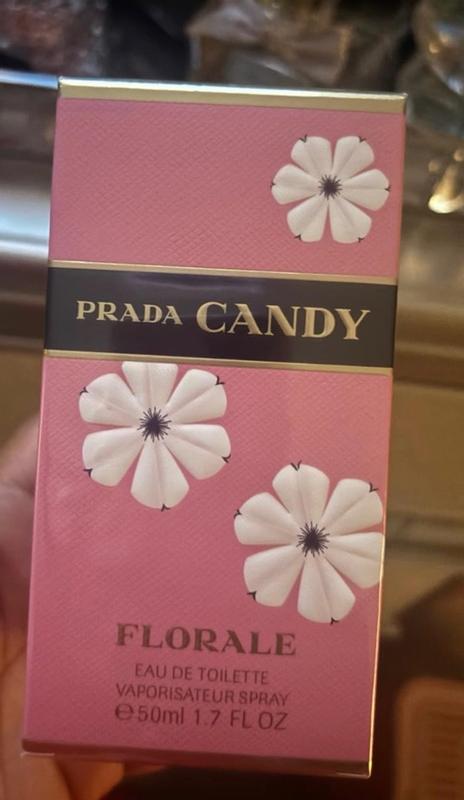 PRADA CANDY
FLORALE
EAU DE TOILETTE
VAPORISATEUR SPRAY
℮50ml 1.7 FL OZ